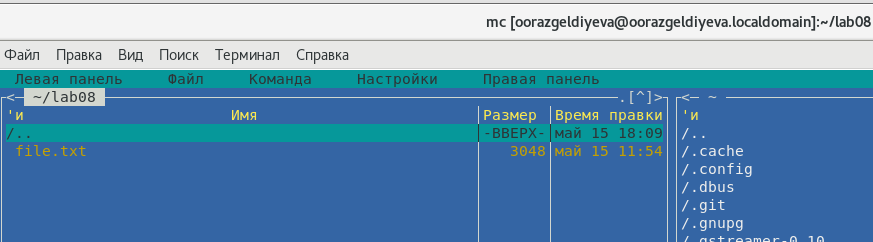 mc [oorazgeldiyeva@oorazgeldiyeva.localdomain]:~/lab08
Файл Правка Вид Поиск Терминал Справка
Левая панель Файл Команда Настройки Правая панель
<─ ~/lab08 ─.[^]> <─ ~
'и Имя Размер Время правки 'и
/.. -ВВЕРХ- май 15 18:09 /..
file.txt 3048 май 15 11:54 /.cache
/.config
/.dbus
/.git
/.gnupg
/.gstreamer-0.10